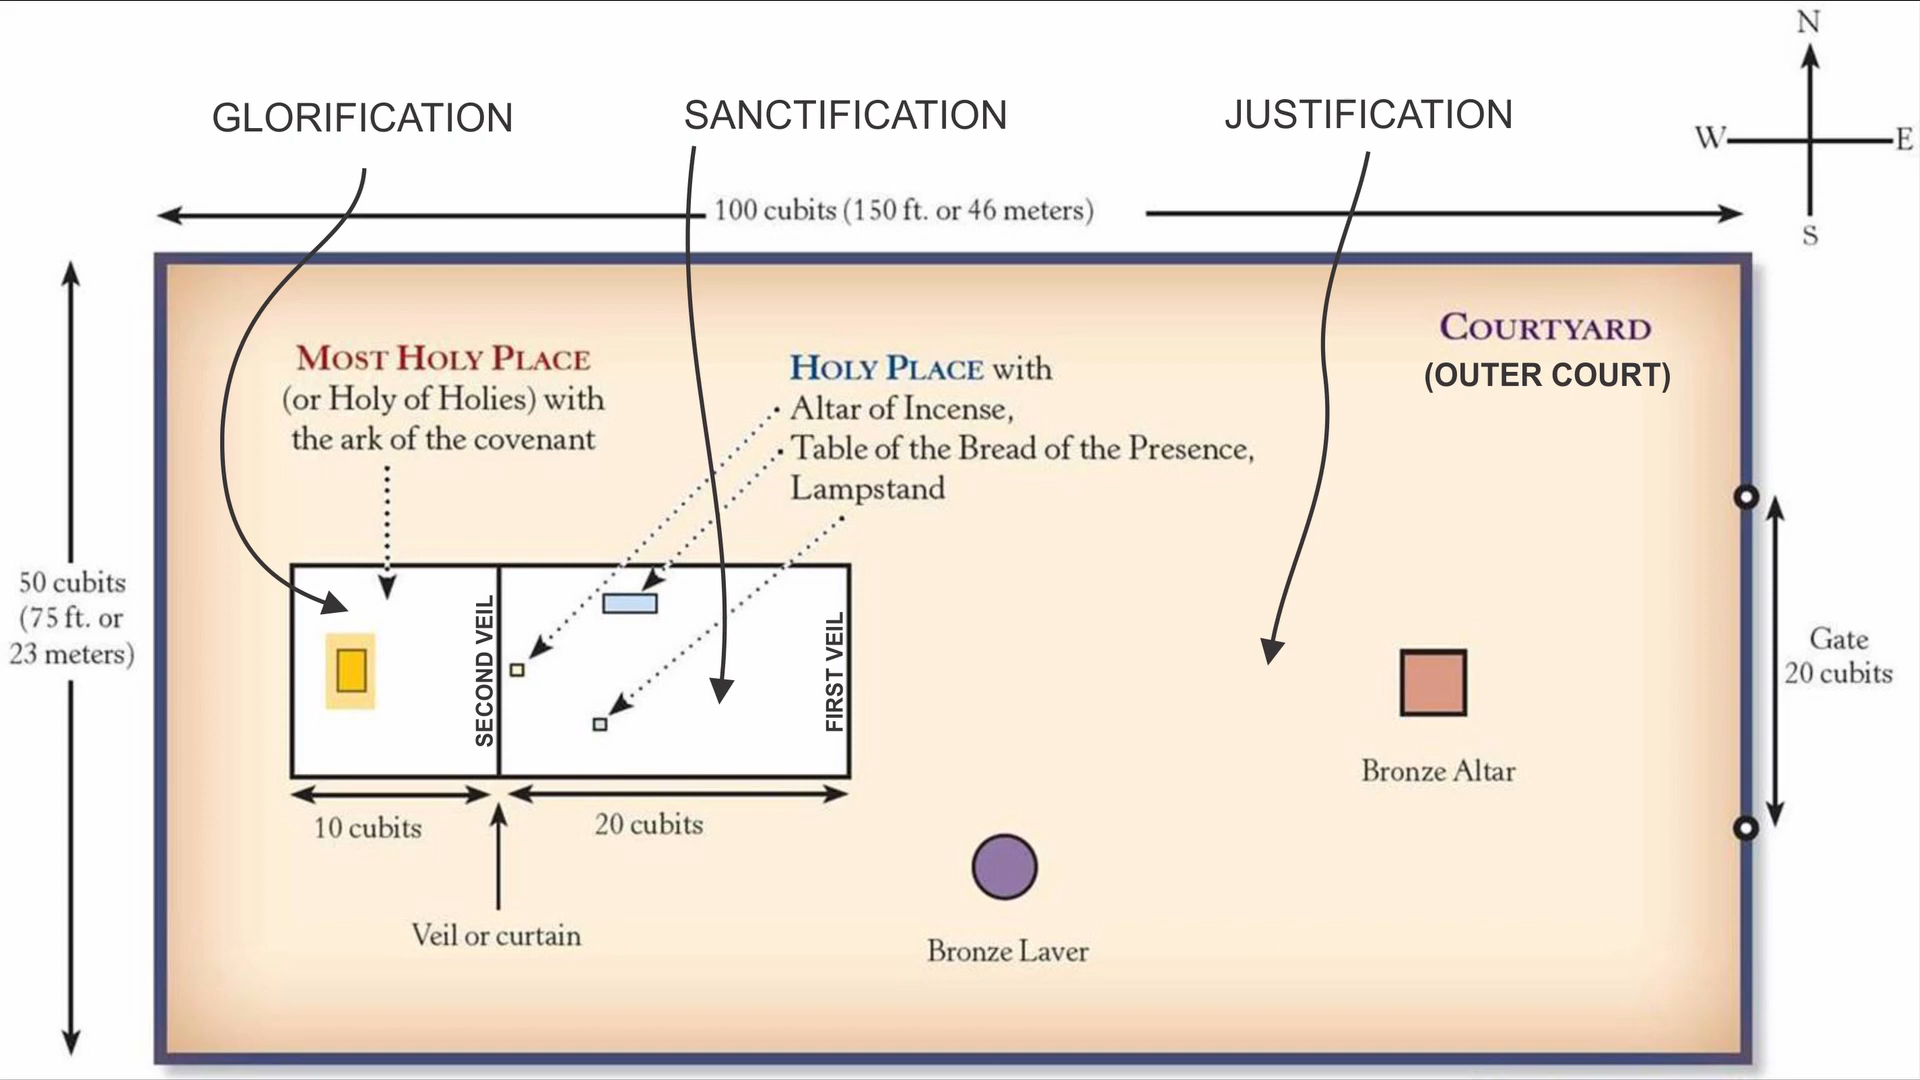 N
GLORIFICATION
SANCTIFICATION
JUSTIFICATION
W
E
100 cubits (150 ft. or 46 meters)
S
COURTYARD
(OUTER COURT)
MOST HOLY PLACE
(or Holy of Holies) with
the ark of the covenant
HOLY PLACE with
Altar of Incense,
Table of the Bread of the Presence,
Lampstand
50 cubits
(75 ft. or
23 meters)
SECOND VEIL
FIRST VEIL
Gate
20 cubits
Bronze Altar
10 cubits
20 cubits
Veil or curtain
Bronze Laver